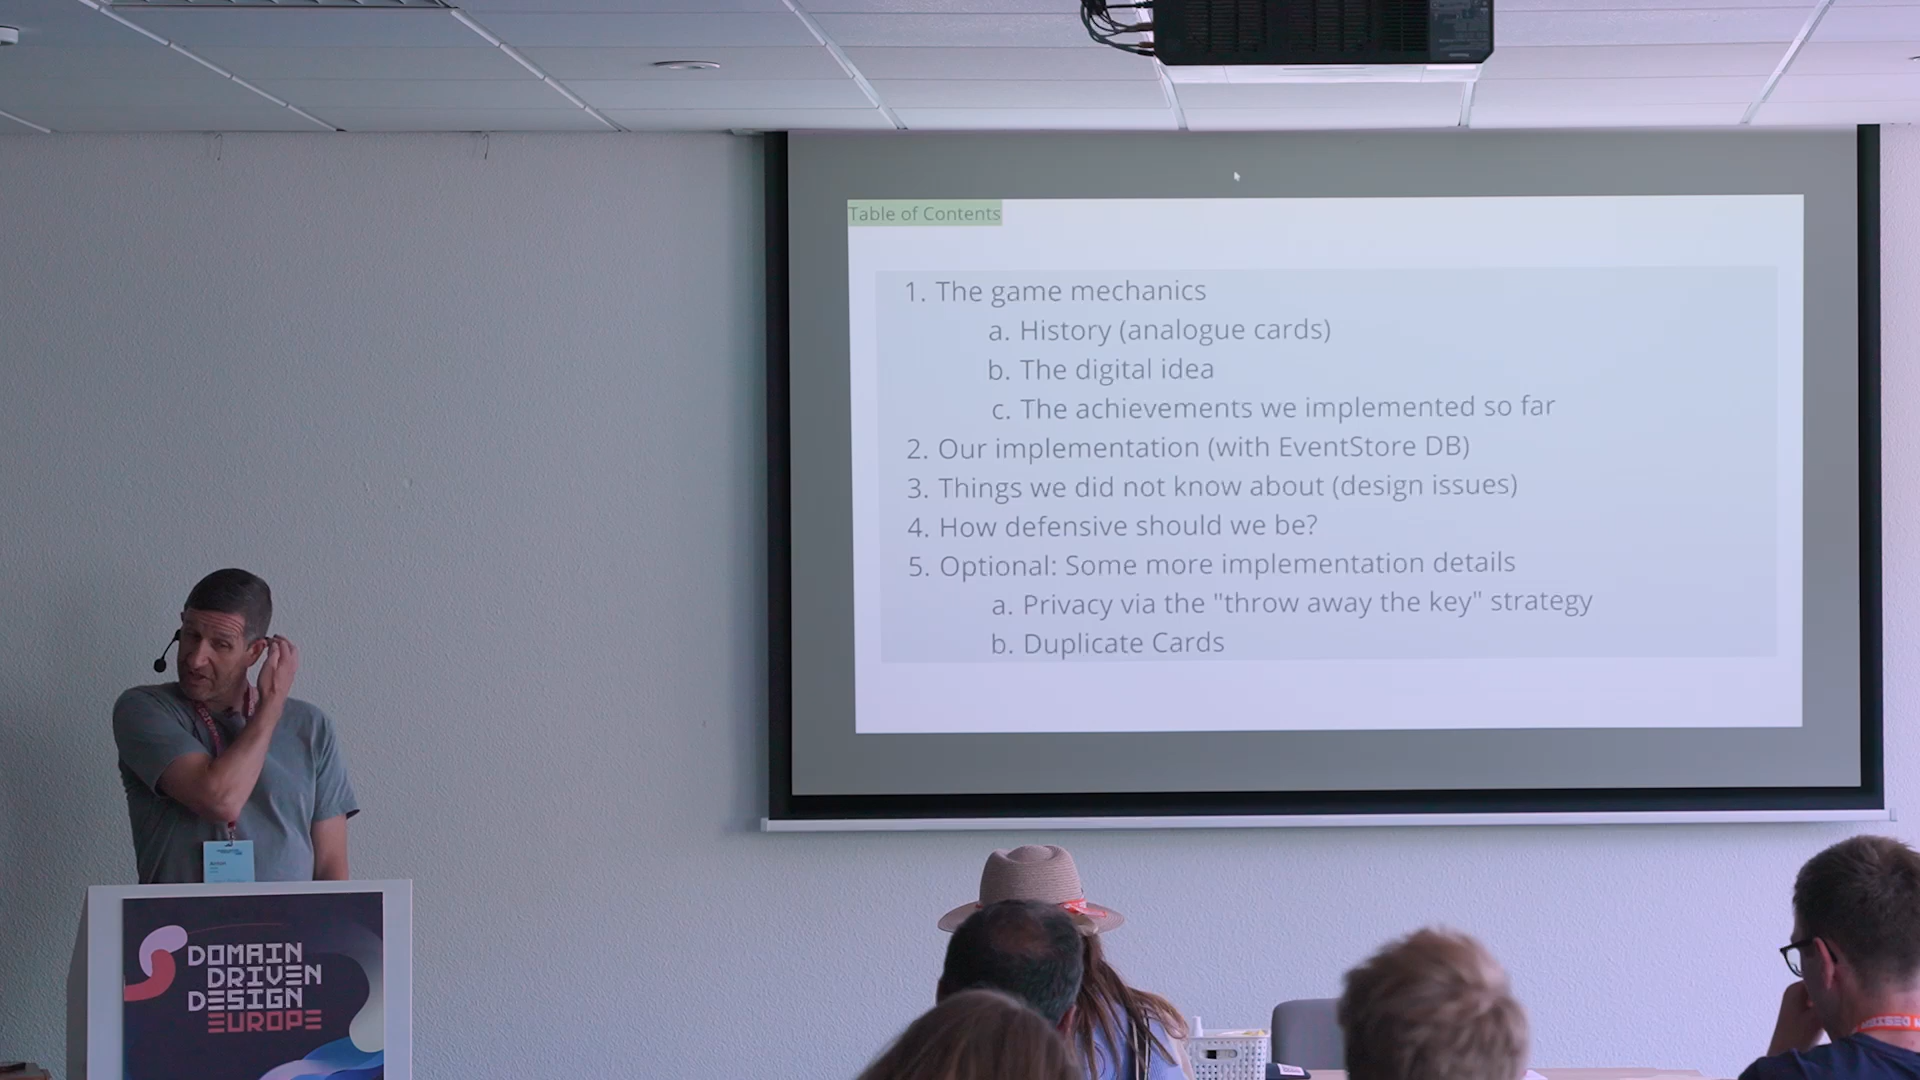 Table of Contents
1. The game mechanics
a. History (analogue cards)
b. The digital idea
c. The achievements we implemented so far
2. Our implementation (with EventStore DB)
3. Things we did not know about (design issues)
4. How defensive should we be?
5. Optional: Some more implementation details
a. Privacy via the "throw away the key" strategy
b. Duplicate Cards
DOMAIN
DRIVEN
DESIGN
EUROPE